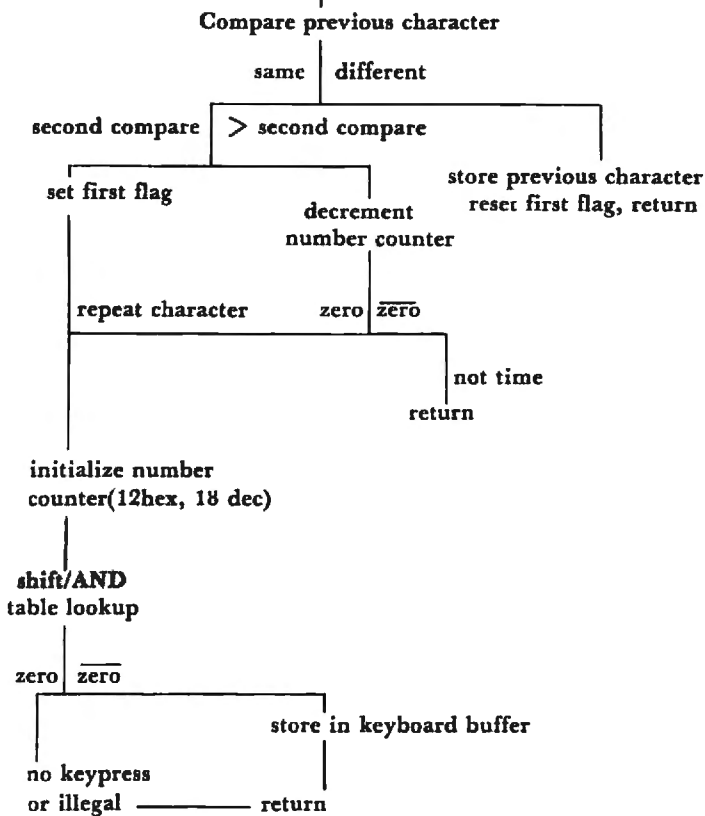 Compare previous character
same different
second compare > second compare
set first flag
store previous character
reset first flag, return
decrement
number counter
repeat character
zero z̅e̅r̅o̅
not time
return
initialize number
counter(12hex, 18 dec)
shift/AND
table lookup
zero z̅e̅r̅o̅
store in keyboard buffer
no keypress
or illegal return